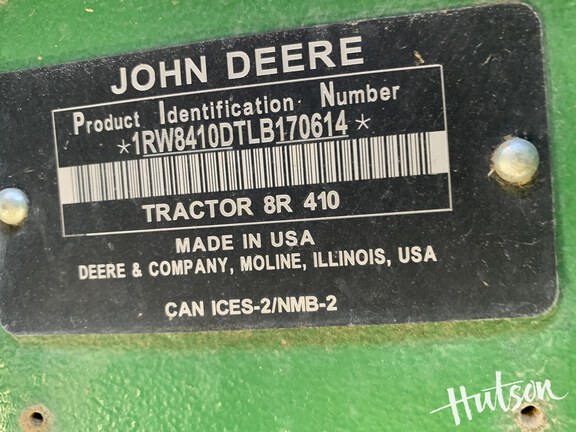 JOHN DEERE
Product Identification Number
*1RW8410DTLB170614*
TRACTOR 8R 410
MADE IN USA
DEERE & COMPANY, MOLINE, ILLINOIS, USA
CAN ICES-2/NMB-2
Hutson